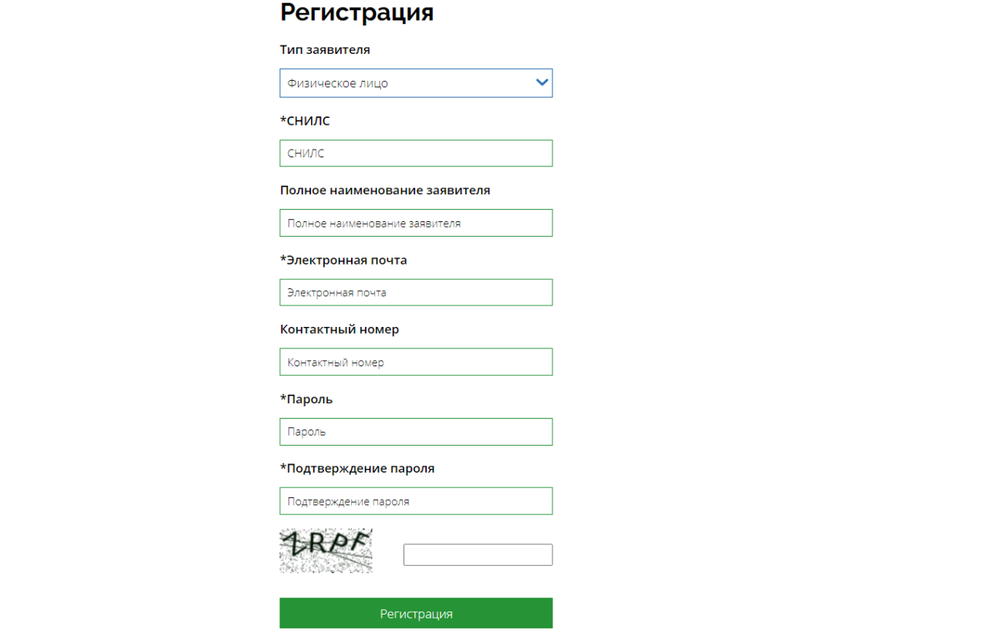 Регистрация
Тип заявителя
Физическое лицо
*СНИЛС
СНИЛС
Полное наименование заявителя
Полное наименование заявителя
*Электронная почта
Электронная почта
Контактный номер
Контактный номер
*Пароль
Пароль
*Подтверждение пароля
Подтверждение пароля
ZRPF
Регистрация